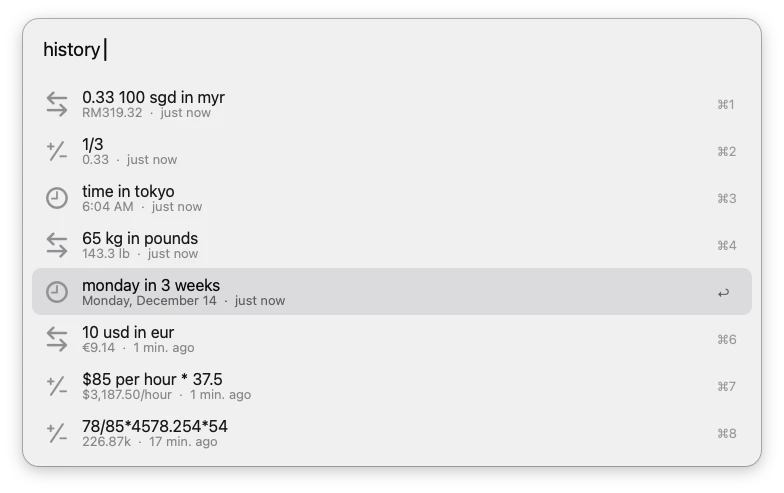 history
0.33 100 sgd in myr
RM319.32 · just now
⌘1
1/3
0.33 · just now
⌘2
time in tokyo
6:04 AM · just now
⌘3
65 kg in pounds
143.3 lb · just now
⌘4
monday in 3 weeks
Monday, December 14 · just now
↩
10 usd in eur
€9.14 · 1 min. ago
⌘6
$85 per hour * 37.5
$3,187.50/hour · 1 min. ago
⌘7
78/85*4578.254*54
226.87k · 17 min. ago
⌘8